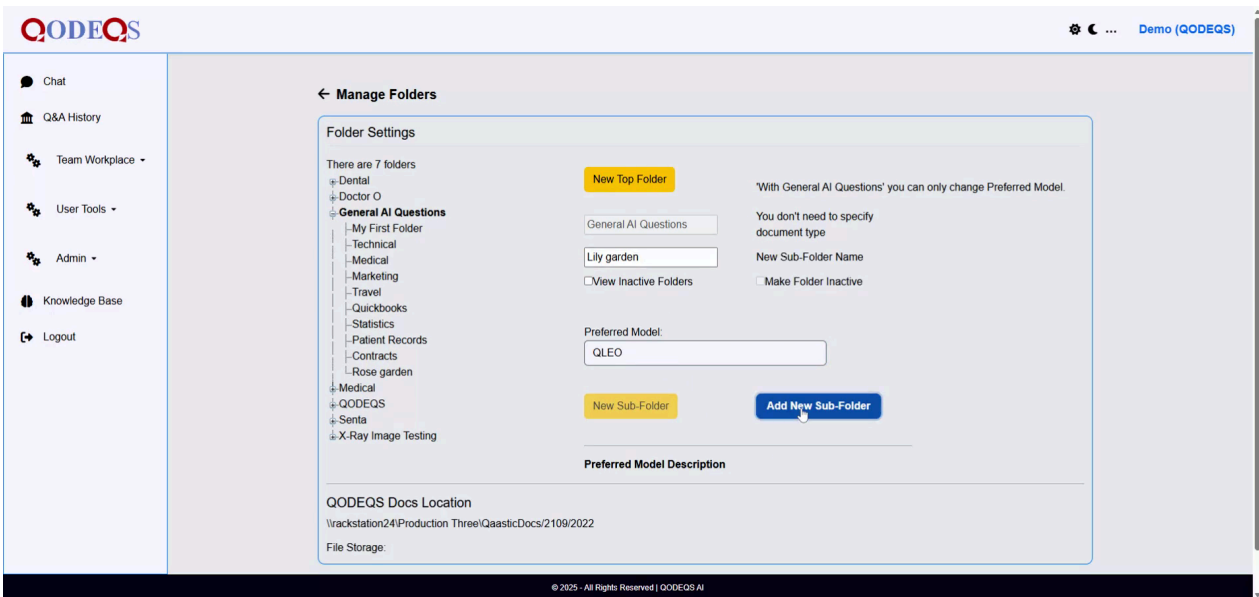 QODEQS
... Demo (QODEQS)
Chat
Q&A History
Team Workplace
User Tools
Admin
Knowledge Base
Logout
← Manage Folders
Folder Settings
There are 7 folders
Dental
Doctor O
General AI Questions
My First Folder
Technical
Medical
Marketing
Travel
Quickbooks
Statistics
Patient Records
Contracts
Rose garden
Medical
QODEQS
Senta
X-Ray Image Testing
New Top Folder
'With General AI Questions' you can only change Preferred Model.
General AI Questions
You don't need to specify
document type
Lily garden
New Sub-Folder Name
View Inactive Folders
Make Folder Inactive
Preferred Model:
QLEO
New Sub-Folder
Add New Sub-Folder
Preferred Model Description
QODEQS Docs Location
\\rackstation24\Production Three\QaasticDocs/2109/2022
File Storage:
© 2025 - All Rights Reserved | QODEQS AI